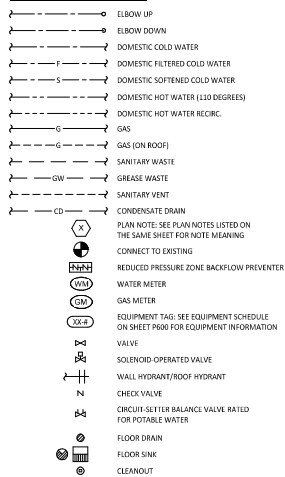 ELBOW UP
ELBOW DOWN
DOMESTIC COLD WATER
F DOMESTIC FILTERED COLD WATER
S DOMESTIC SOFTENED COLD WATER
DOMESTIC HOT WATER (110 DEGREES)
DOMESTIC HOT WATER RECIRC.
G GAS
G GAS (ON ROOF)
SANITARY WASTE
GW GREASE WASTE
SANITARY VENT
CD CONDENSATE DRAIN
X PLAN NOTE: SEE PLAN NOTES LISTED ON
THE SAME SHEET FOR NOTE MEANING
CONNECT TO EXISTING
REDUCED PRESSURE ZONE BACKFLOW PREVENTER
WM WATER METER
GM GAS METER
XX-# EQUIPMENT TAG: SEE EQUIPMENT SCHEDULE
ON SHEET P600 FOR EQUIPMENT INFORMATION
VALVE
SOLENOID-OPERATED VALVE
WALL HYDRANT/ROOF HYDRANT
CHECK VALVE
CIRCUIT-SETTER BALANCE VALVE RATED
FOR POTABLE WATER
FLOOR DRAIN
FLOOR SINK
CLEANOUT